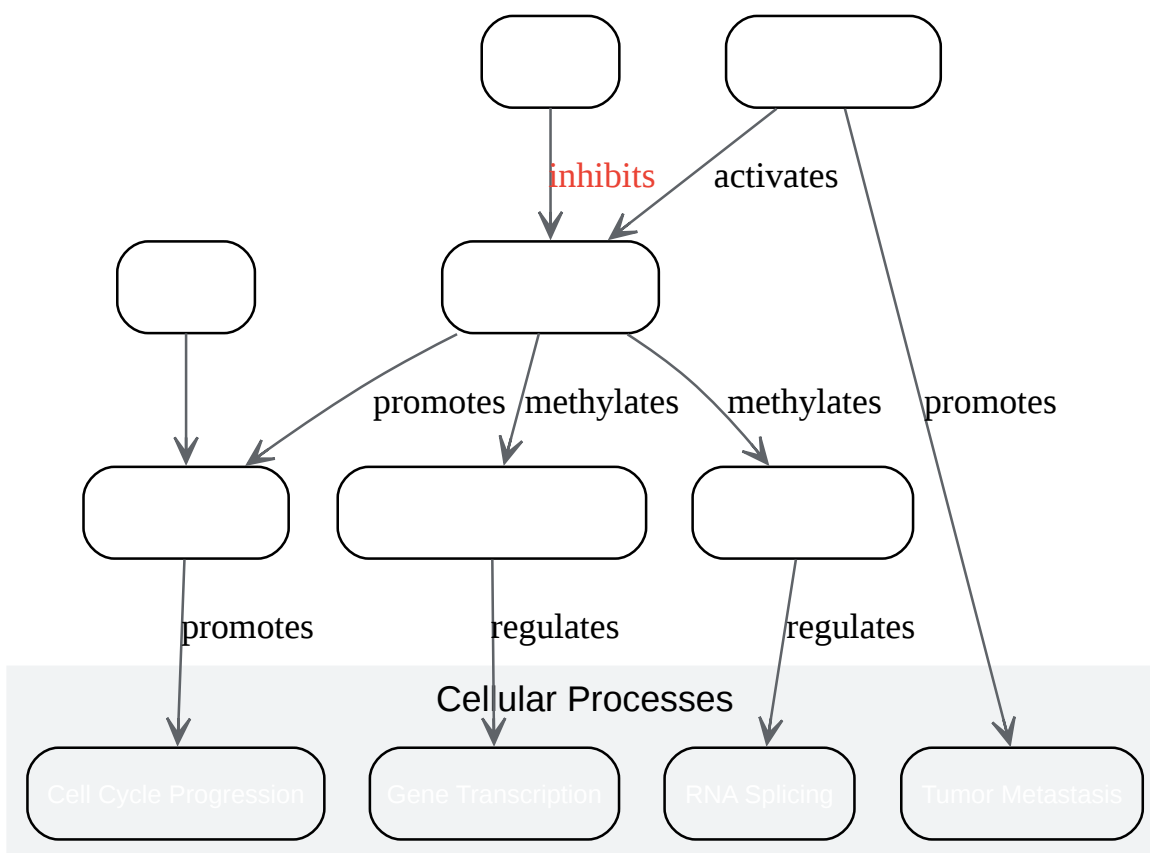 inhibits
activates
promotes
methylates
methylates
promotes
promotes
regulates
regulates
Cellular Processes
Cell Cycle Progression
Gene Transcription
RNA Splicing
Tumor Metastasis